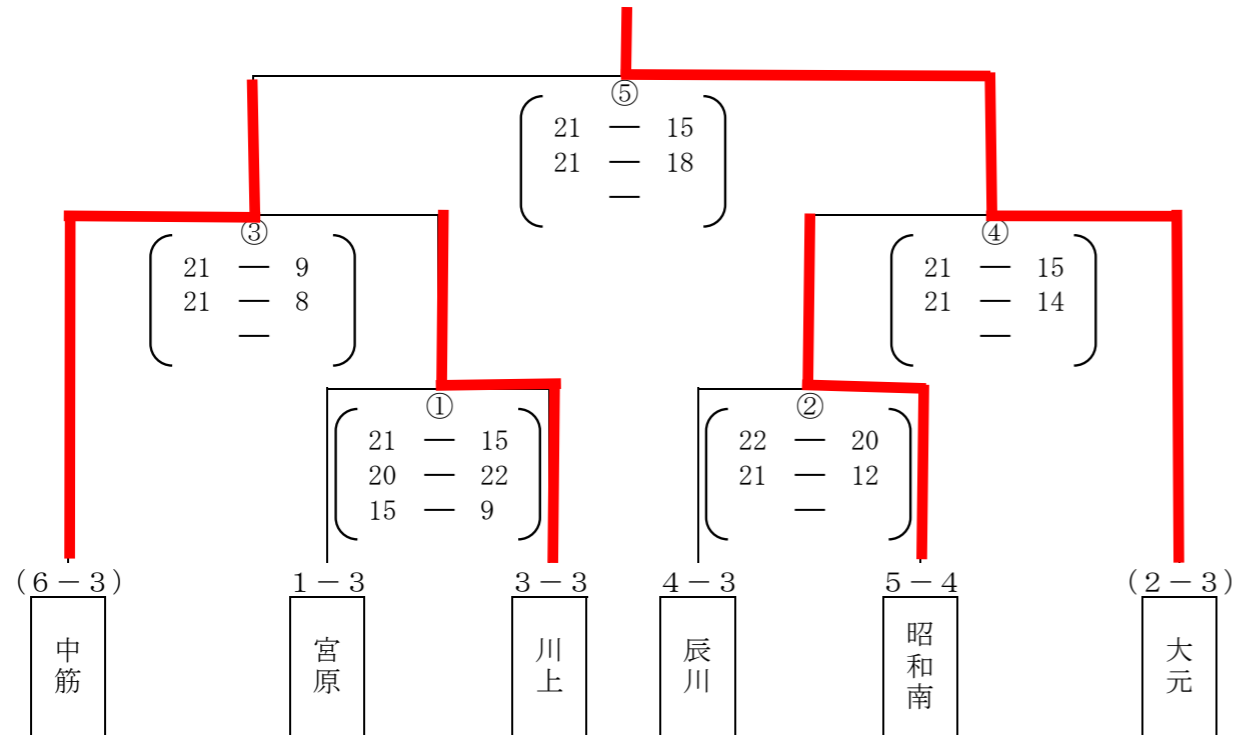 ⑤
21 — 15
21 — 18
—
③
21 — 9
21 — 8
—
④
21 — 15
21 — 14
—
①
21 — 15
20 — 22
15 — 9
②
22 — 20
21 — 12
—
(6-3)
1-3
3-3
4-3
5-4
(2-3)
中筋
宮原
川上
辰川
昭和南
大元